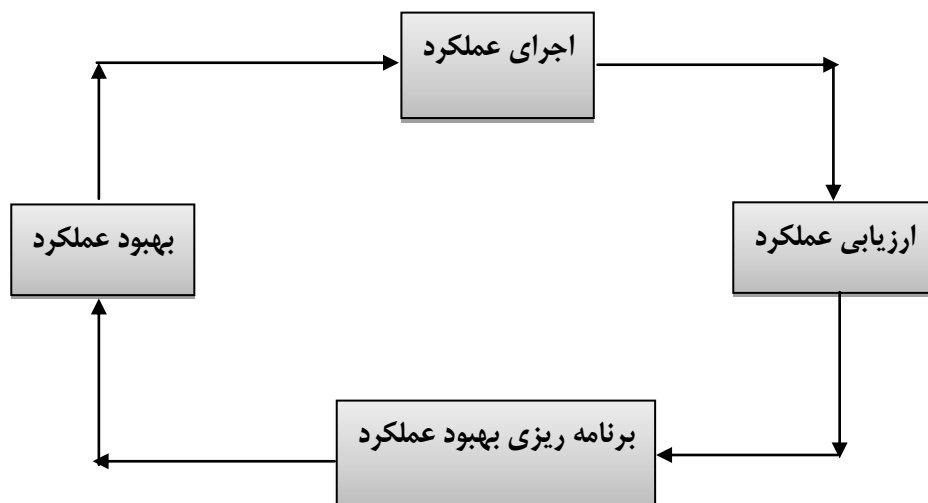 اجرای عملکرد
ارزیابی عملکرد
بهبود عملکرد
برنامه ریزی بهبود عملکرد